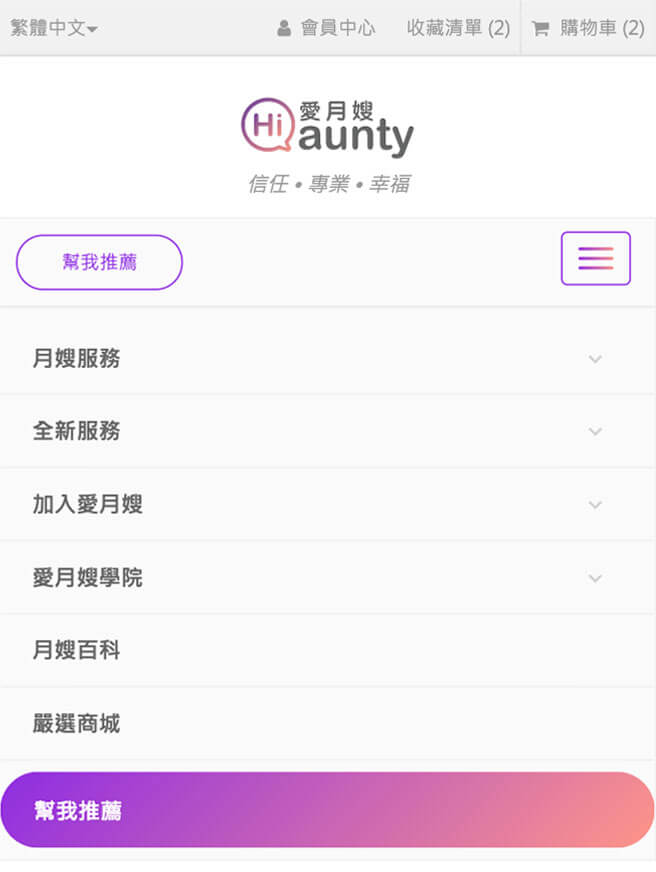 繁體中文 會員中心 收藏清單 (2) 購物車 (2)
Hi 愛月嫂
aunty
信任 • 專業 • 幸福
幫我推薦
月嫂服務
全新服務
加入愛月嫂
愛月嫂學院
月嫂百科
嚴選商城
幫我推薦